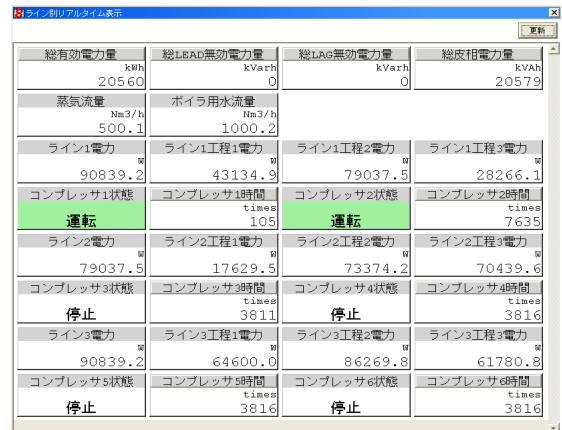 ライン別リアルタイム表示
更新
総有効電力量 総LEAD無効電力量 総LAG無効電力量 総皮相電力量
kWh kVarh kVarh kVAh
20560 0 0 20579
蒸気流量 ボイラ用水流量
Nm3/h Nm3/h
500.1 1000.2
ライン1電力 ライン1工程1電力 ライン1工程2電力 ライン1工程3電力
W W W W
90839.2 43134.9 79037.5 28266.1
コンプレッサ1状態 コンプレッサ1時間 コンプレッサ2状態 コンプレッサ2時間
times times
運転 105 運転 7635
ライン2電力 ライン2工程1電力 ライン2工程2電力 ライン2工程3電力
W W W W
79037.5 17629.5 73374.2 70439.6
コンプレッサ3状態 コンプレッサ3時間 コンプレッサ4状態 コンプレッサ4時間
times times
停止 3811 停止 3816
ライン3電力 ライン3工程1電力 ライン3工程2電力 ライン3工程3電力
W W W W
90839.2 64600.0 86269.8 61780.8
コンプレッサ5状態 コンプレッサ5時間 コンプレッサ6状態 コンプレッサ6時間
times times
停止 3816 停止 3816